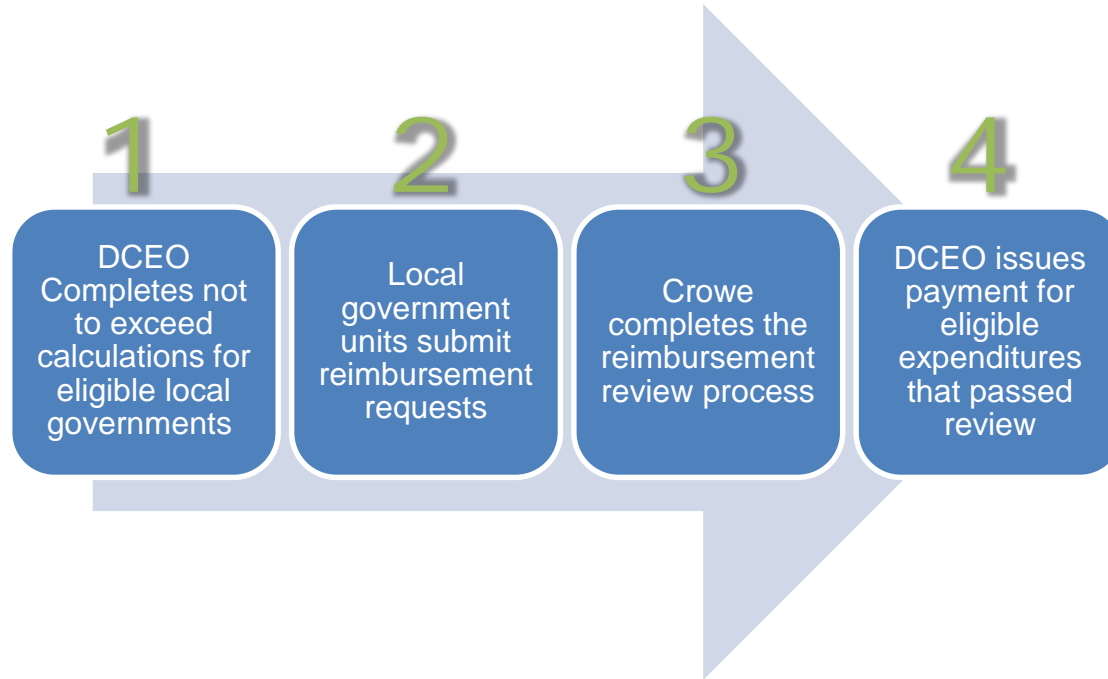 1
DCEO
Completes not
to exceed
calculations for
eligible local
governments
2
Local
government
units submit
reimbursement
requests
3
Crowe
completes the
reimbursement
review process
4
DCEO issues
payment for
eligible
expenditures
that passed
review